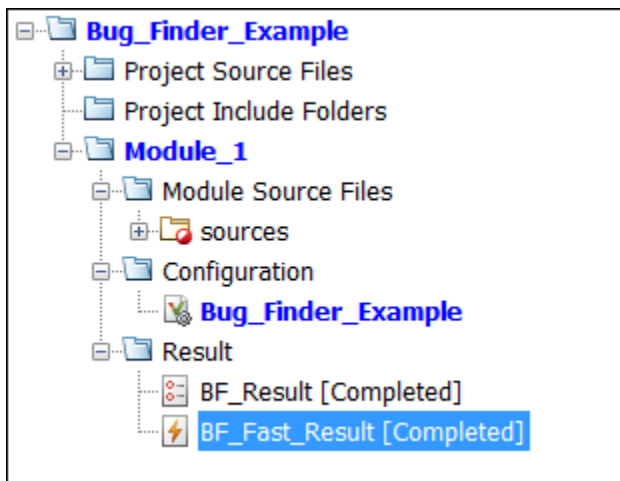 Bug_Finder_Example
Project Source Files
Project Include Folders
Module_1
Module Source Files
sources
Configuration
Bug_Finder_Example
Result
BF_Result [Completed]
BF_Fast_Result [Completed]